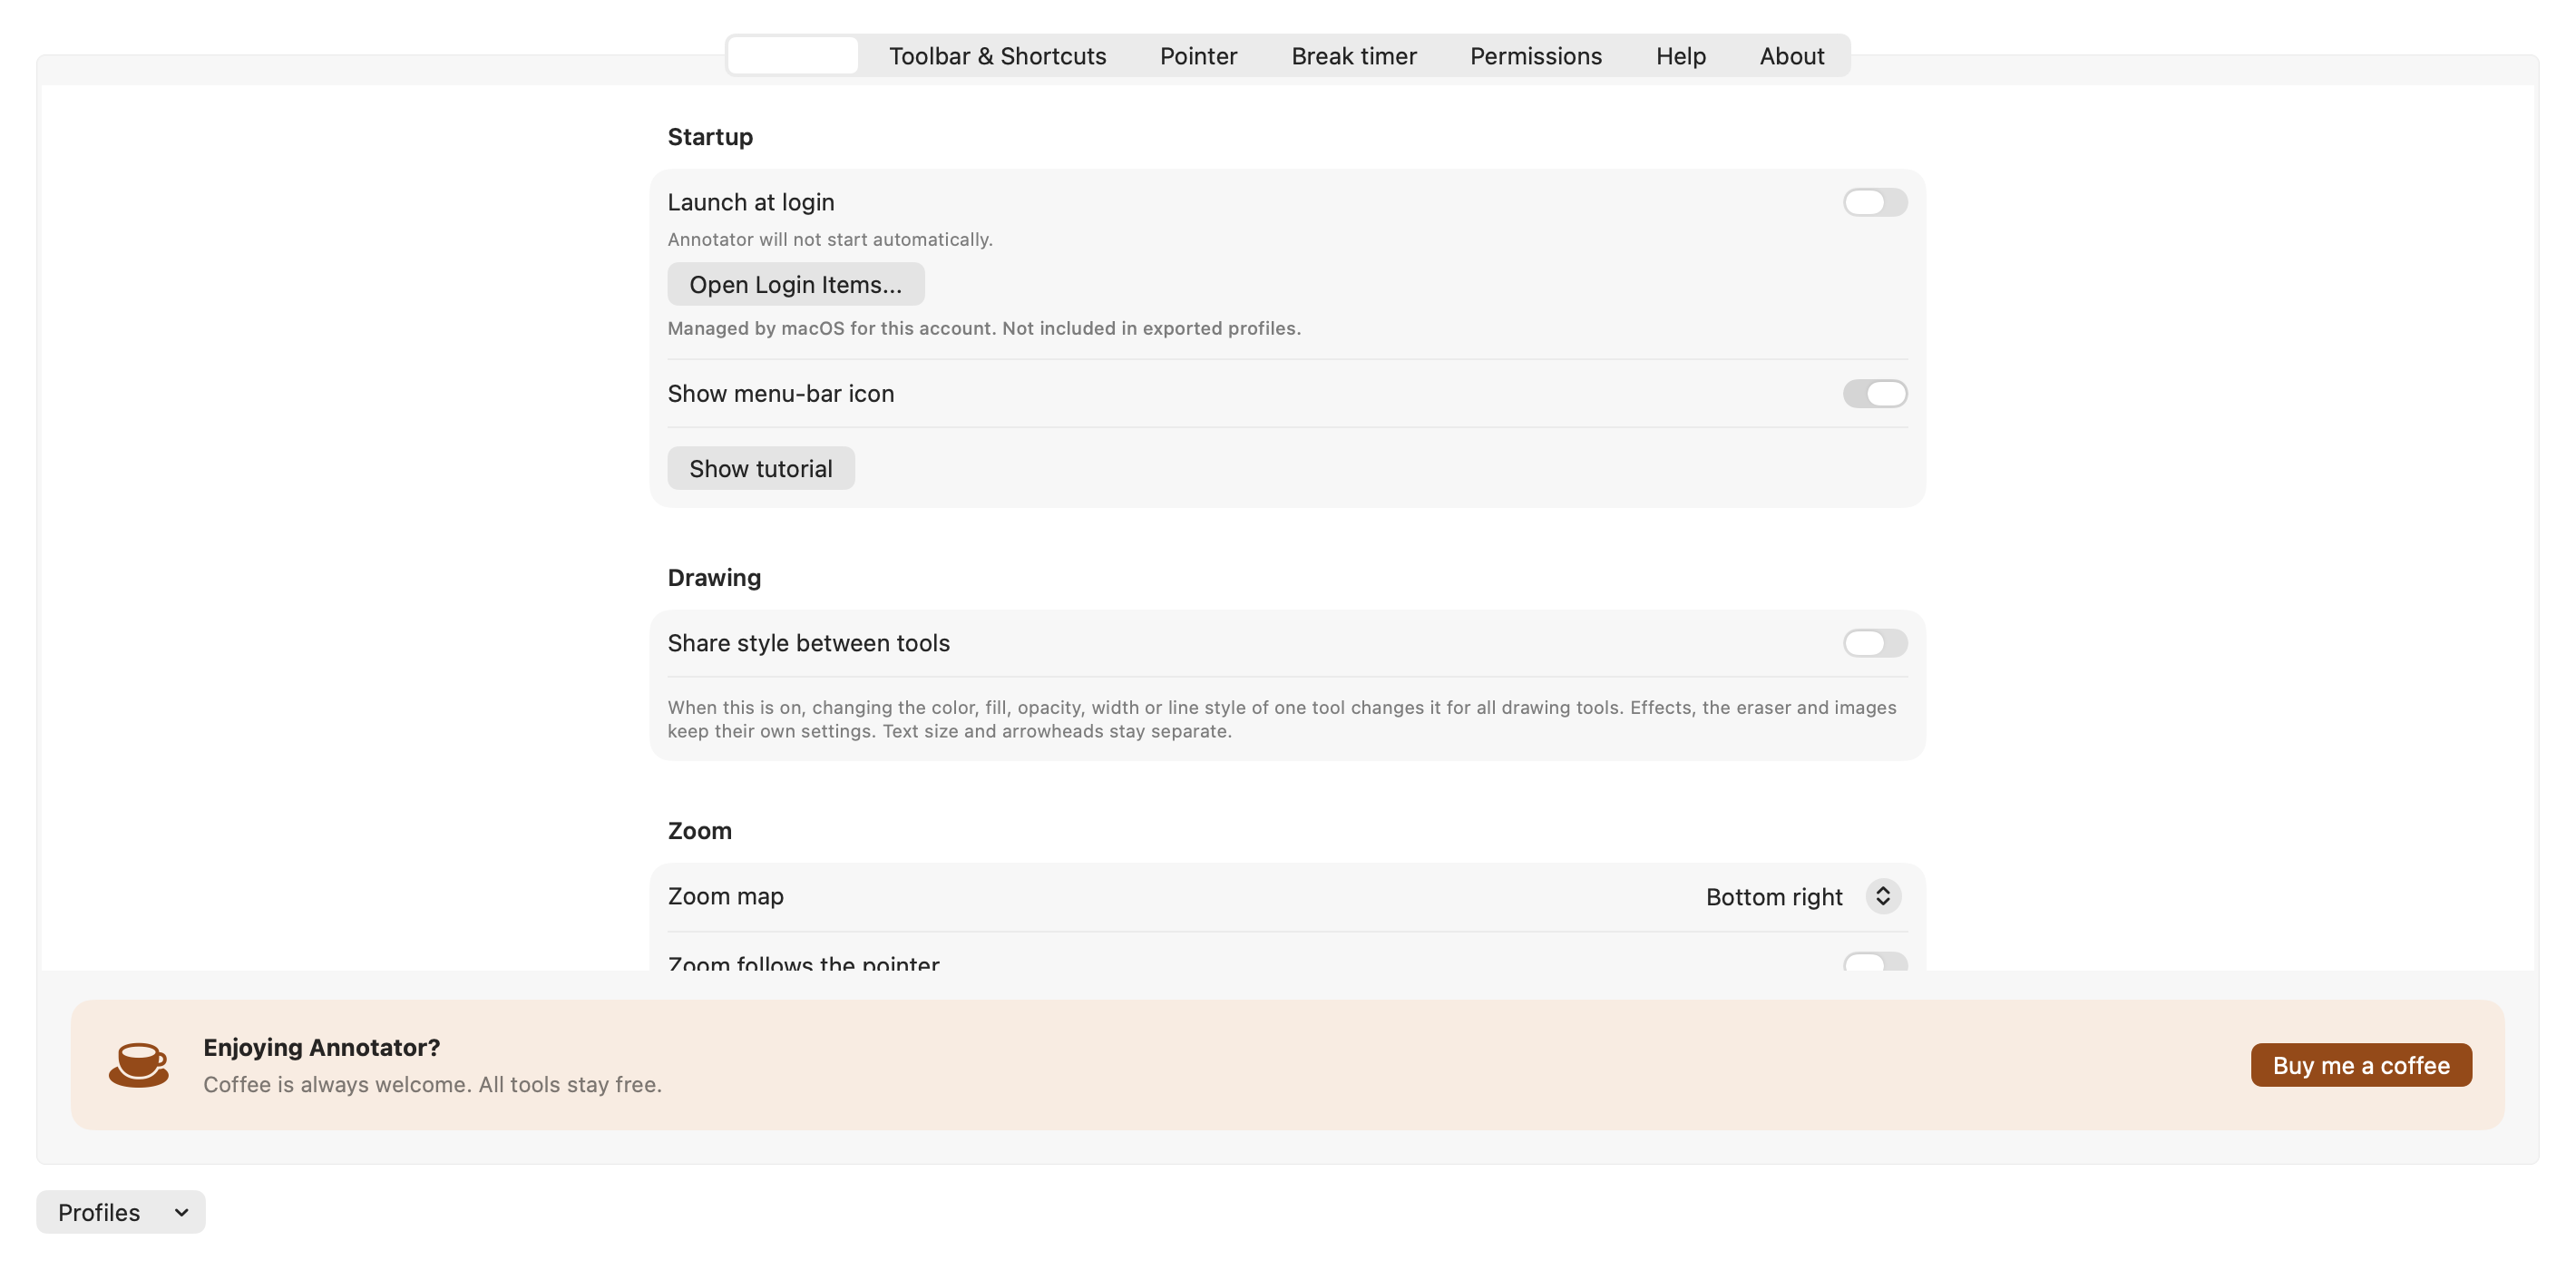 Toolbar & Shortcuts
Pointer
Break timer
Permissions
Help
About
Startup
Launch at login
Annotator will not start automatically.
Open Login Items...
Managed by macOS for this account. Not included in exported profiles.
Show menu-bar icon
Show tutorial
Drawing
Share style between tools
When this is on, changing the color, fill, opacity, width or line style of one tool changes it for all drawing tools. Effects, the eraser and images
keep their own settings. Text size and arrowheads stay separate.
Zoom
Zoom map
Bottom right
Zoom follows the pointer
Enjoying Annotator?
Coffee is always welcome. All tools stay free.
Buy me a coffee
Profiles